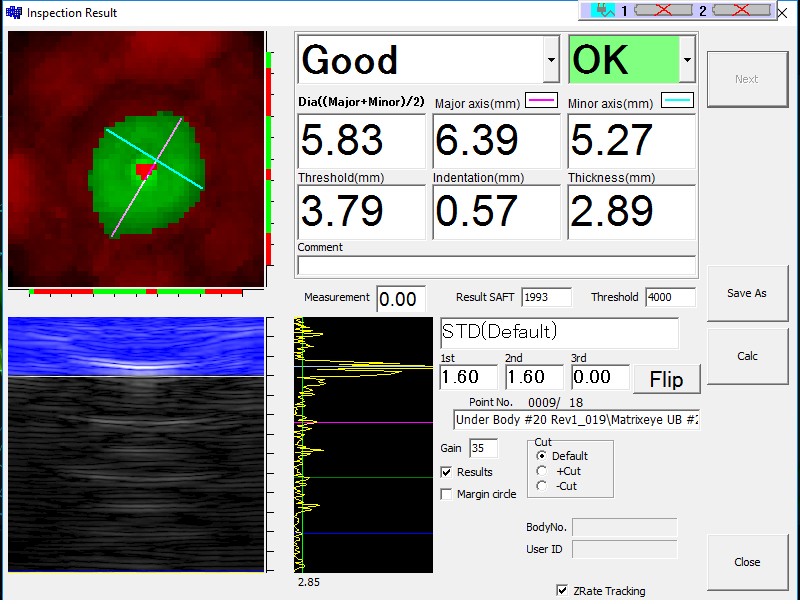 Inspection Result
1 2
Good OK
Next
Dia((Major+Minor)/2) Major axis(mm) Minor axis(mm)
5.83 6.39 5.27
Threshold(mm) Indentation(mm) Thickness(mm)
3.79 0.57 2.89
Comment
Measurement 0.00 Result SAFT 1993 Threshold 4000
Save As
STD(Default)
1st 2nd 3rd
1.60 1.60 0.00 Flip
Calc
Point No. 0009/ 18
Under Body #20 Rev1_019\Matrixeye UB #2
Gain 35
Cut
Default
+Cut
-Cut
Results
Margin circle
BodyNo.
User ID
Close
2.85
ZRate Tracking